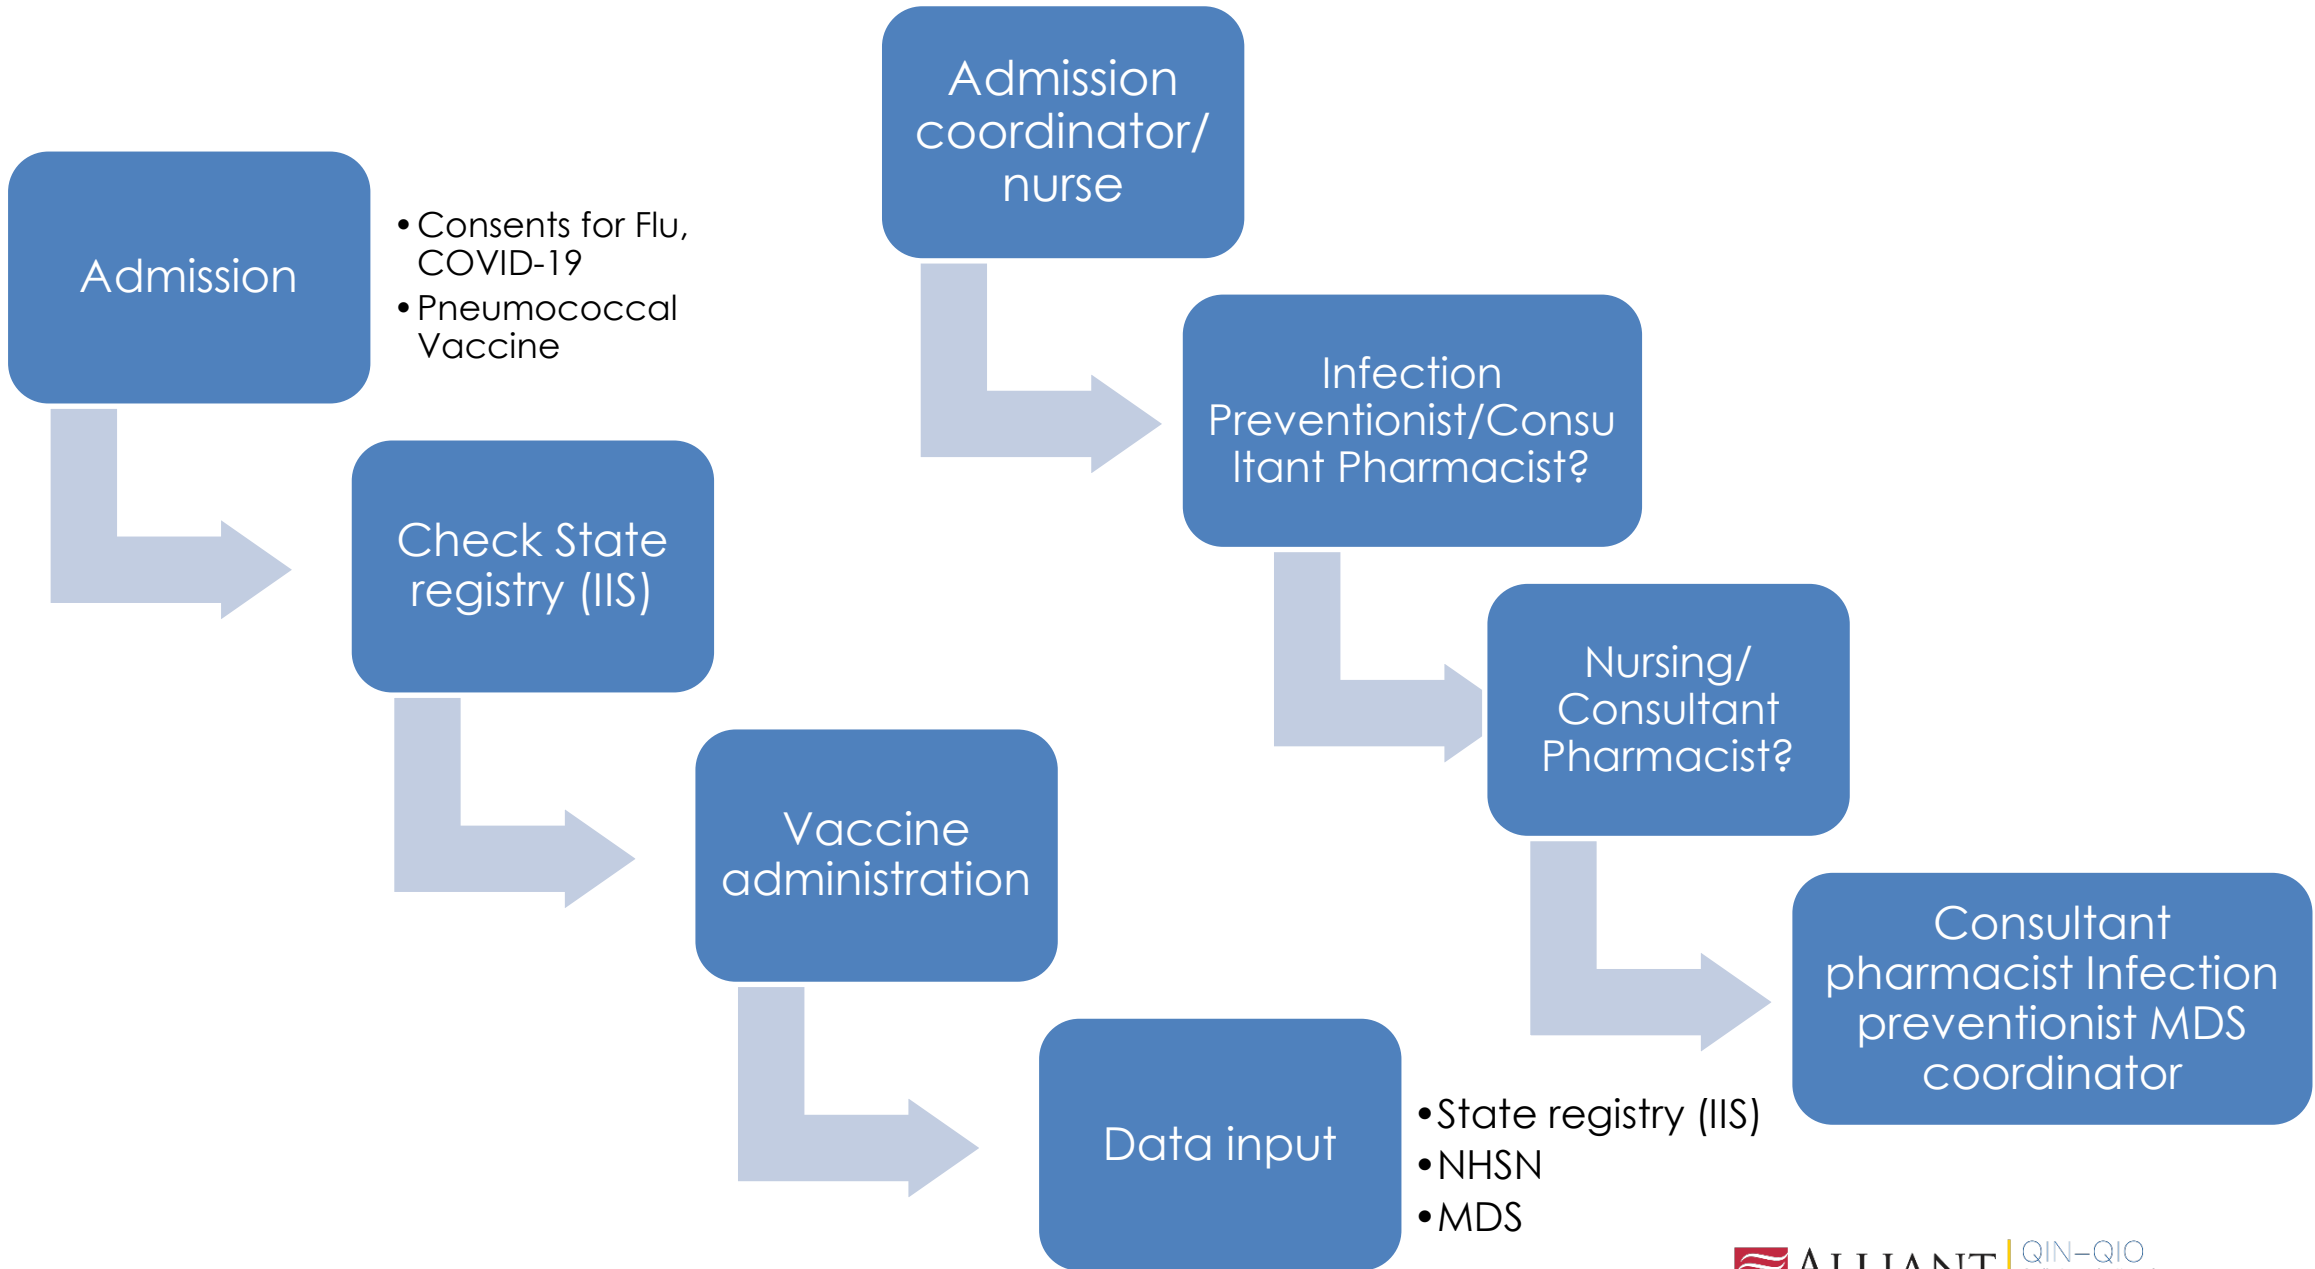 Admission
• Consents for Flu,
COVID-19
• Pneumococcal
Vaccine
Check State
registry (IIS)
Vaccine
administration
Data input
• State registry (IIS)
• NHSN
• MDS
Admission
coordinator/
nurse
Infection
Preventionist/Consu
ltant Pharmacist?
Nursing/
Consultant
Pharmacist?
Consultant
pharmacist Infection
preventionist MDS
coordinator
ALLIANT
QIN–QIO